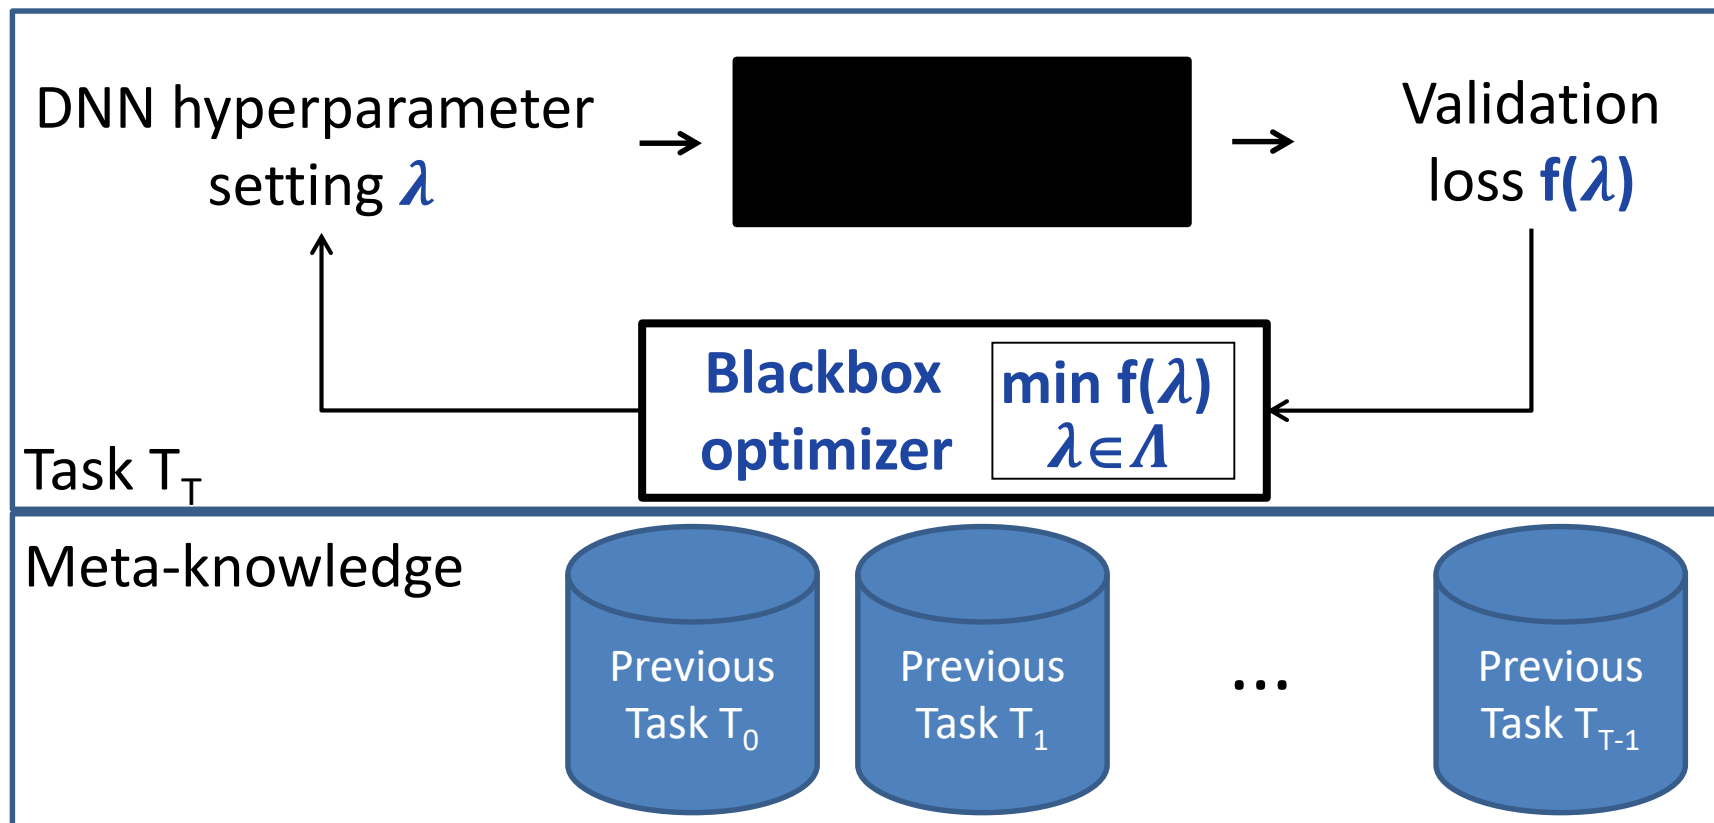 DNN hyperparameter
setting λ
Validation
loss f(λ)
Blackbox
optimizer
min f(λ)
λ∈Λ
Task T_T
Meta-knowledge
Previous
Task T_0
Previous
Task T_1
...
Previous
Task T_{T-1}